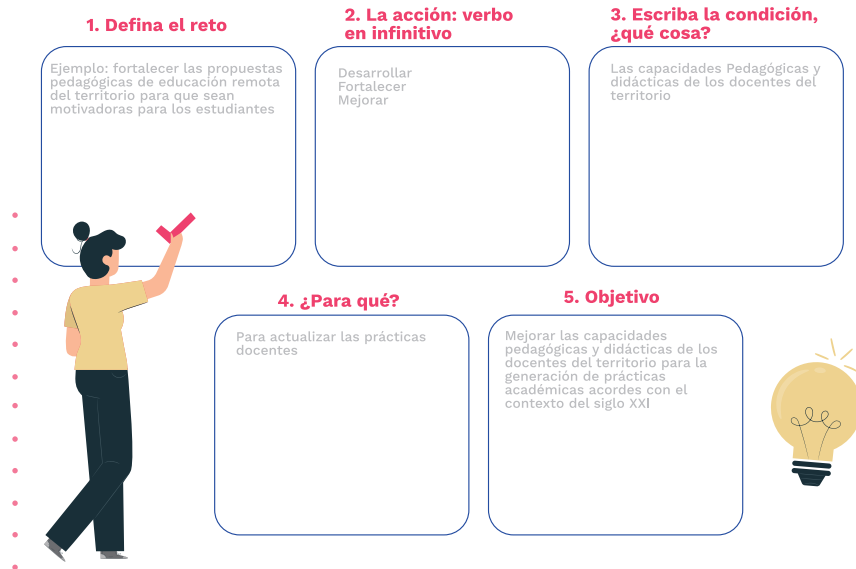 1. Defina el reto
2. La acción: verbo
en infinitivo
3. Escriba la condición,
¿qué cosa?
Ejemplo: fortalecer las propuestas
pedagógicas de educación remota
del territorio para que sean
motivadoras para los estudiantes
Desarrollar
Fortalecer
Mejorar
Las capacidades Pedagógicas y
didácticas de los docentes del
territorio
4. ¿Para qué?
5. Objetivo
Para actualizar las prácticas
docentes
Mejorar las capacidades
pedagógicas y didácticas de los
docentes del territorio para la
generación de prácticas
académicas acordes con el
contexto del siglo XXI